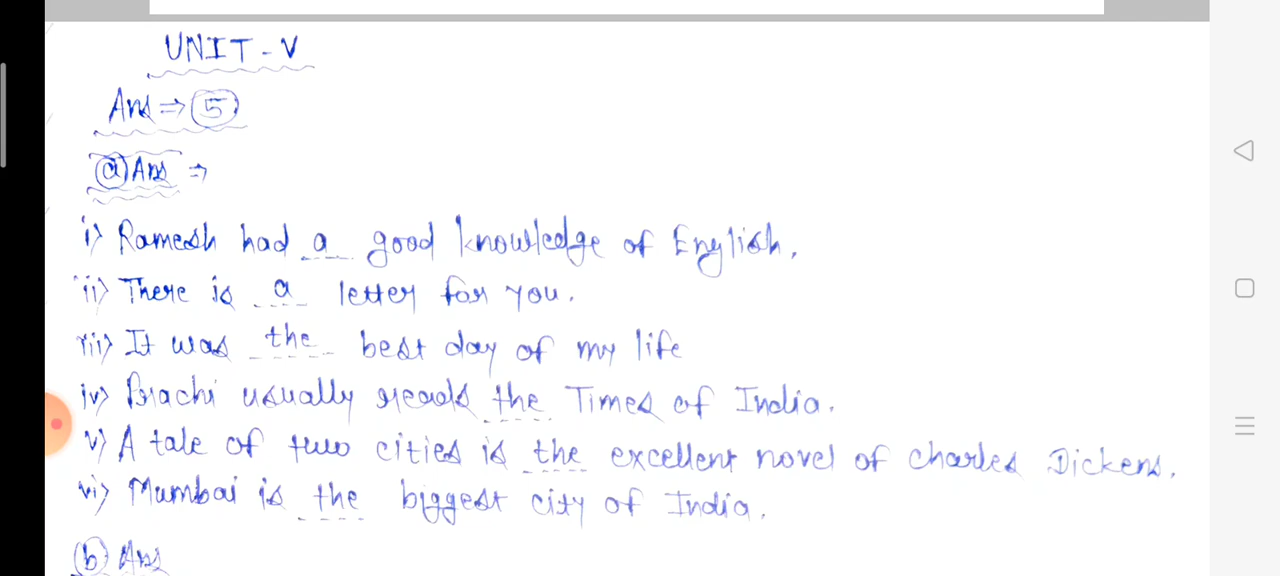 UNIT - V
Ans ⇒ 5
(a) Ans ⇒
i) Ramesh had a good knowledge of English.
ii) There is a letter for you.
iii) It was the best day of my life
iv) Prachi usually reads the Times of India.
v) A tale of two cities is the excellent novel of charles Dickens.
vi) Mumbai is the biggest city of India.
(b) Ans